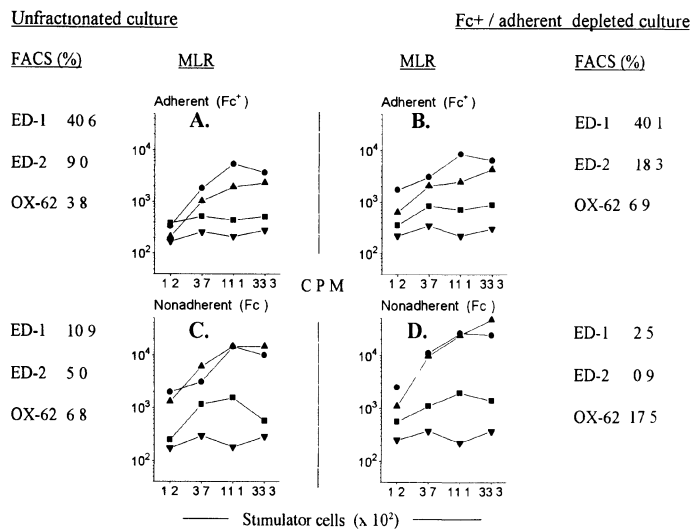 Unfractionated culture
Fc+ / adherent depleted culture
FACS (%)
MLR
MLR
FACS (%)
Adherent (Fc+)
A.
ED-1 40 6
ED-2 9 0
OX-62 3 8
10^4
10^3
10^2
1 2 3 7 11 1 33 3
Adherent (Fc+)
B.
10^4
10^3
10^2
1 2 3 7 11 1 33 3
ED-1 40 1
ED-2 18 3
OX-62 6 9
C P M
Nonadherent (Fc)
C.
ED-1 10 9
ED-2 5 0
OX-62 6 8
10^4
10^3
10^2
1 2 3 7 11 1 33 3
Nonadherent (Fc)
D.
10^4
10^3
10^2
1 2 3 7 11 1 33 3
ED-1 2 5
ED-2 0 9
OX-62 17 5
Stimulator cells (x 10^2)